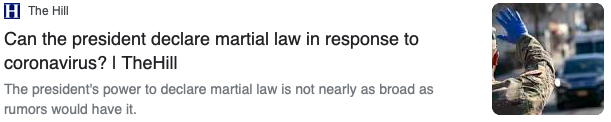 H The Hill
Can the president declare martial law in response to
coronavirus? | TheHill
The president's power to declare martial law is not nearly as broad as
rumors would have it.